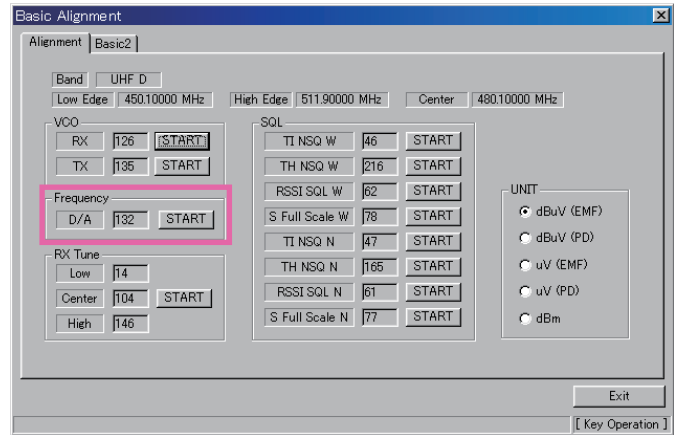 Basic Alignment
Alignment Basic2
Band UHF D
Low Edge 450.10000 MHz High Edge 511.90000 MHz Center 480.10000 MHz
VCO
RX 126 START
TX 135 START
Frequency
D/A 132 START
RX Tune
Low 14
Center 104 START
High 146
SQL
TI NSQ W 46 START
TH NSQ W 216 START
RSSI SQL W 62 START
S Full Scale W 78 START
TI NSQ N 47 START
TH NSQ N 165 START
RSSI SQL N 61 START
S Full Scale N 77 START
UNIT
dBuV (EMF)
dBuV (PD)
uV (EMF)
uV (PD)
dBm
Exit
[ Key Operation ]